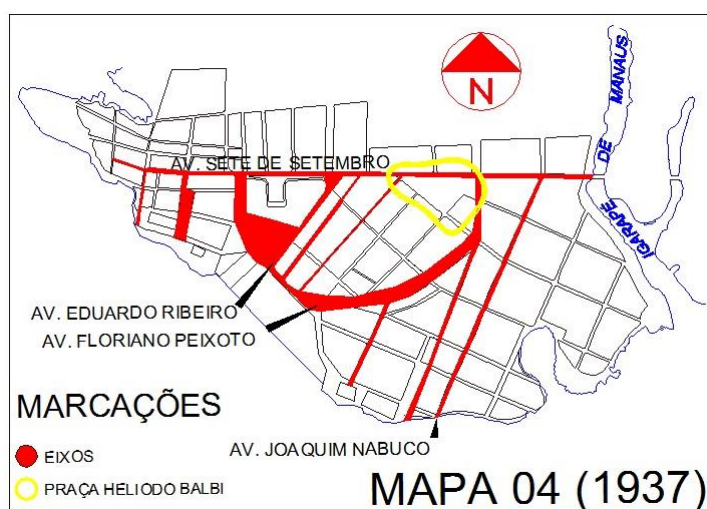 N
IGARAPÉ DE MANAUS
AV. SETE DE SETEMBRO
AV. EDUARDO RIBEIRO
AV. FLORIANO PEIXOTO
MARCAÇÕES
AV. JOAQUIM NABUCO
EIXOS
PRAÇA HELIODO BALBI
MAPA 04 (1937)